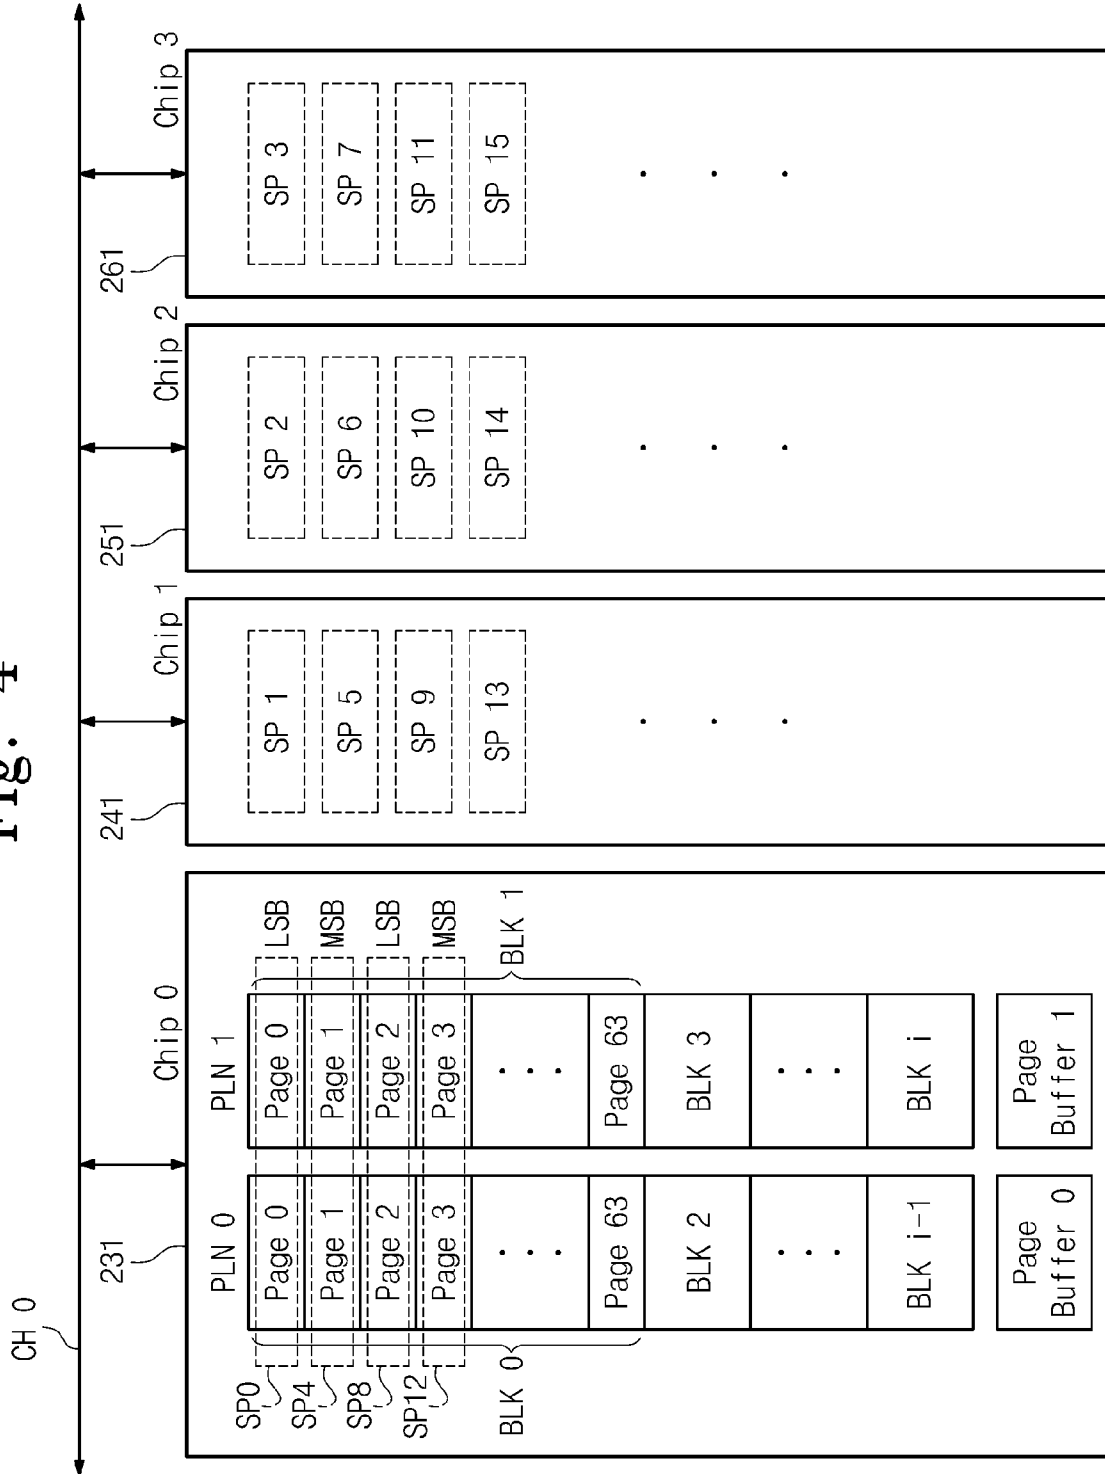 Fig. 4
CH 0
231
Chip 0
241
Chip 1
251
Chip 2
261
Chip 3
PLN 0
PLN 1
SP0
Page 0
Page 0
LSB
SP4
Page 1
Page 1
MSB
SP8
Page 2
Page 2
LSB
SP12
Page 3
Page 3
MSB
BLK 0
BLK 1
Page 63
Page 63
BLK 2
BLK 3
BLK i-1
BLK i
Page
Buffer 0
Page
Buffer 1
SP 1
SP 5
SP 9
SP 13
SP 2
SP 6
SP 10
SP 14
SP 3
SP 7
SP 11
SP 15